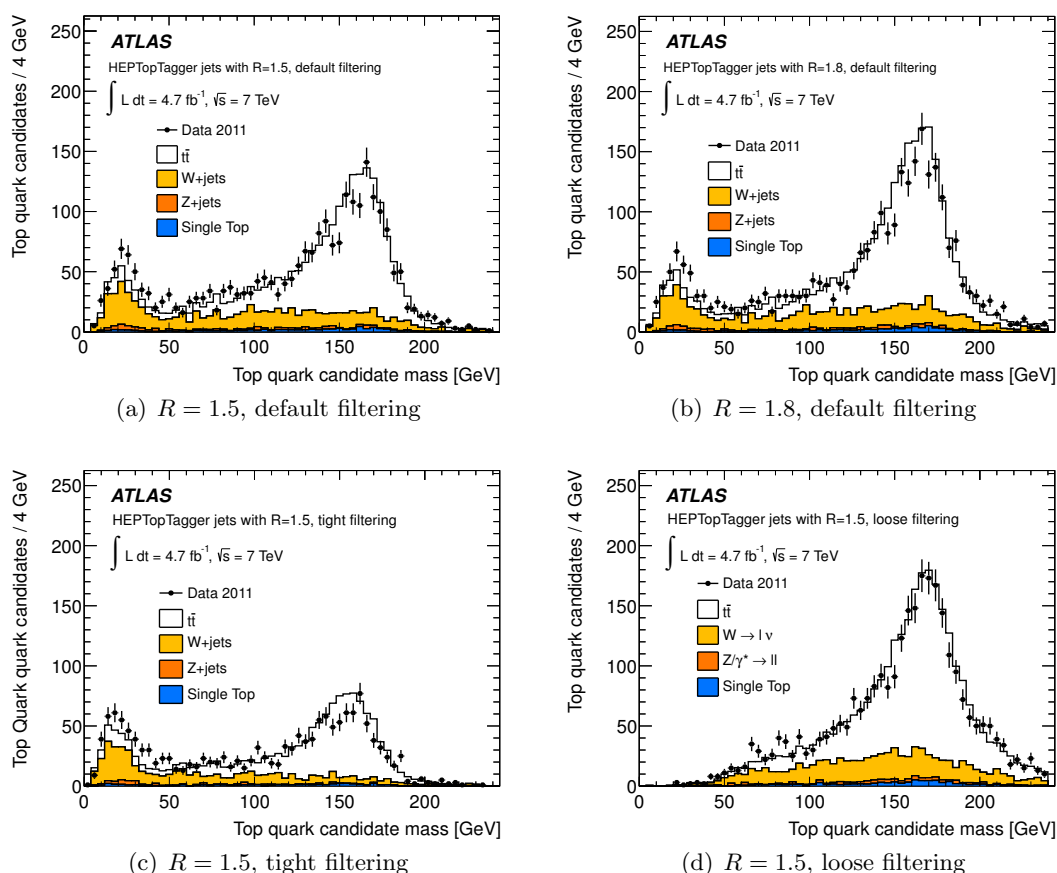 Top quark candidates / 4 GeV
250
200
150
100
50
0
ATLAS
HEPTopTagger jets with R=1.5, default filtering
∫ L dt = 4.7 fb⁻¹, √s = 7 TeV
Data 2011
tt̄
W+jets
Z+jets
Single Top
0 50 100 150 200
Top quark candidate mass [GeV]
(a) R = 1.5, default filtering
Top quark candidates / 4 GeV
250
200
150
100
50
0
ATLAS
HEPTopTagger jets with R=1.8, default filtering
∫ L dt = 4.7 fb⁻¹, √s = 7 TeV
Data 2011
tt̄
W+jets
Z+jets
Single Top
0 50 100 150 200
Top quark candidate mass [GeV]
(b) R = 1.8, default filtering
Top Quark quark candidates / 4 GeV
250
200
150
100
50
0
ATLAS
HEPTopTagger jets with R=1.5, tight filtering
∫ L dt = 4.7 fb⁻¹, √s = 7 TeV
Data 2011
tt̄
W+jets
Z+jets
Single Top
0 50 100 150 200
Top quark candidate mass [GeV]
(c) R = 1.5, tight filtering
Top quark candidates / 4 GeV
250
200
150
100
50
0
ATLAS
HEPTopTagger jets with R=1.5, loose filtering
∫ L dt = 4.7 fb⁻¹, √s = 7 TeV
Data 2011
tt̄
W → l ν
Z/γ* → ll
Single Top
0 50 100 150 200
Top quark candidate mass [GeV]
(d) R = 1.5, loose filtering